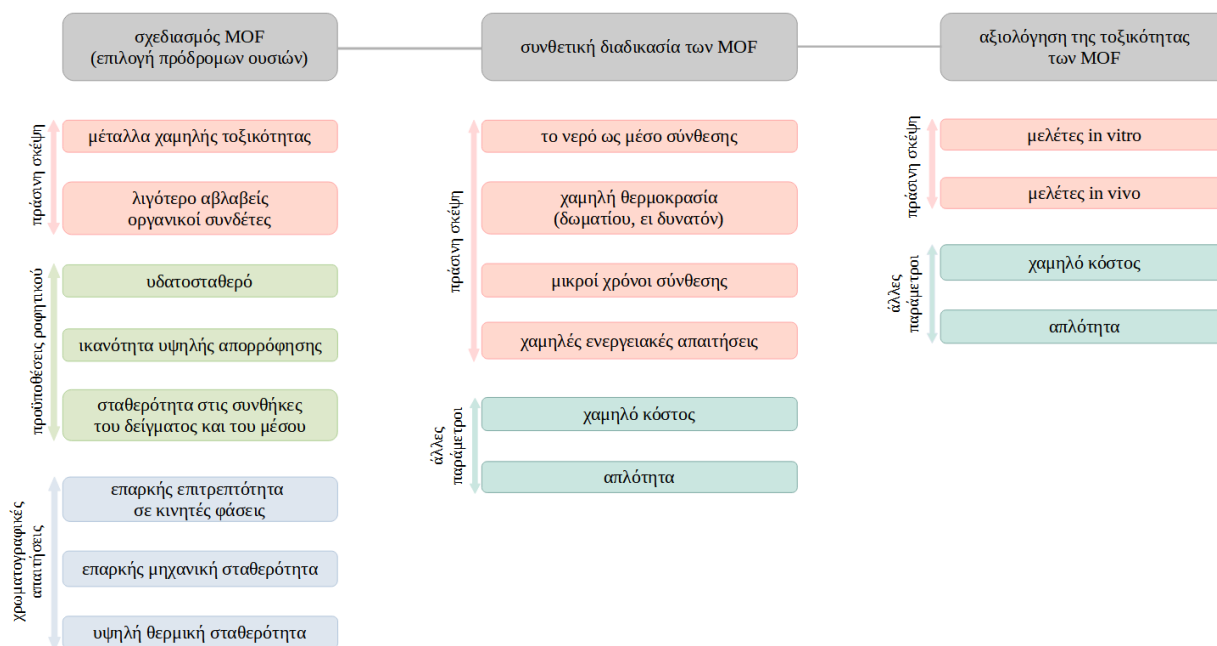 σχεδιασμός MOF
(επιλογή πρόδρομων ουσιών)
πράσινη σκέψη
μέταλλα χαμηλής τοξικότητας
λιγότερο αβλαβείς
οργανικοί συνδέτες
προϋποθέσεις ροφητικού
υδατοσταθερό
ικανότητα υψηλής απορρόφησης
σταθερότητα στις συνθήκες
του δείγματος και του μέσου
χρωματογραφικές
απαιτήσεις
επαρκής επιτρεπτότητα
σε κινητές φάσεις
επαρκής μηχανική σταθερότητα
υψηλή θερμική σταθερότητα
συνθετική διαδικασία των MOF
πράσινη σκέψη
το νερό ως μέσο σύνθεσης
χαμηλή θερμοκρασία
(δωματίου, ει δυνατόν)
μικροί χρόνοι σύνθεσης
χαμηλές ενεργειακές απαιτήσεις
άλλες
παράμετροι
χαμηλό κόστος
απλότητα
αξιολόγηση της τοξικότητας
των MOF
πράσινη σκέψη
μελέτες in vitro
μελέτες in vivo
άλλες
παράμετροι
χαμηλό κόστος
απλότητα